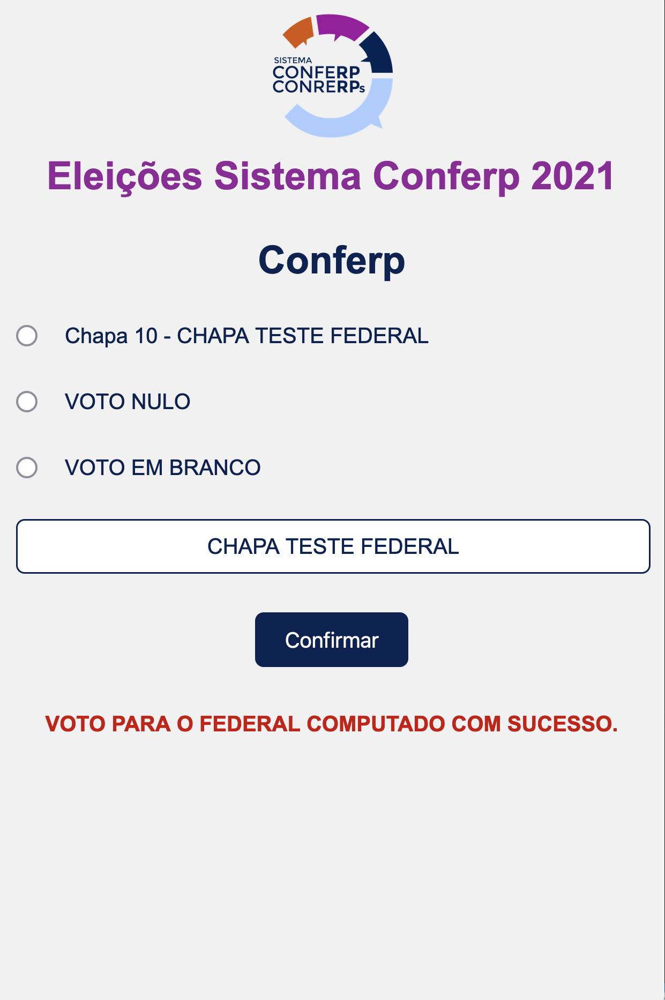 SISTEMA
CONFERP
CONRERPs
Eleições Sistema Conferp 2021
Conferp
Chapa 10 - CHAPA TESTE FEDERAL
VOTO NULO
VOTO EM BRANCO
CHAPA TESTE FEDERAL
Confirmar
VOTO PARA O FEDERAL COMPUTADO COM SUCESSO.